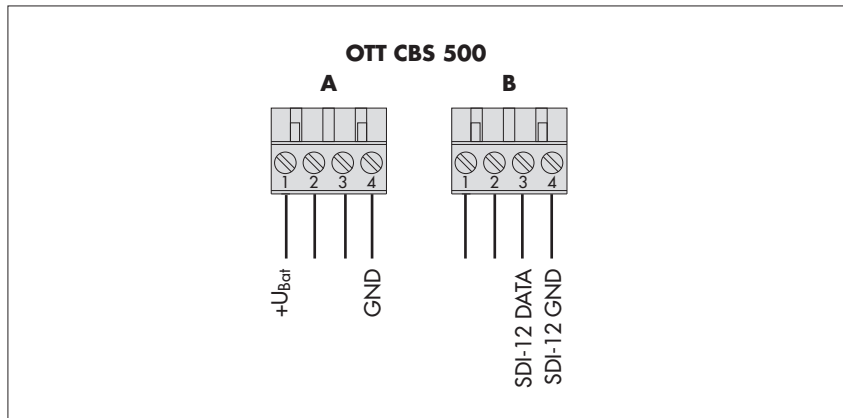 OTT CBS 500
A B
1 2 3 4 1 2 3 4
+UBat
GND
SDI-12 DATA
SDI-12 GND